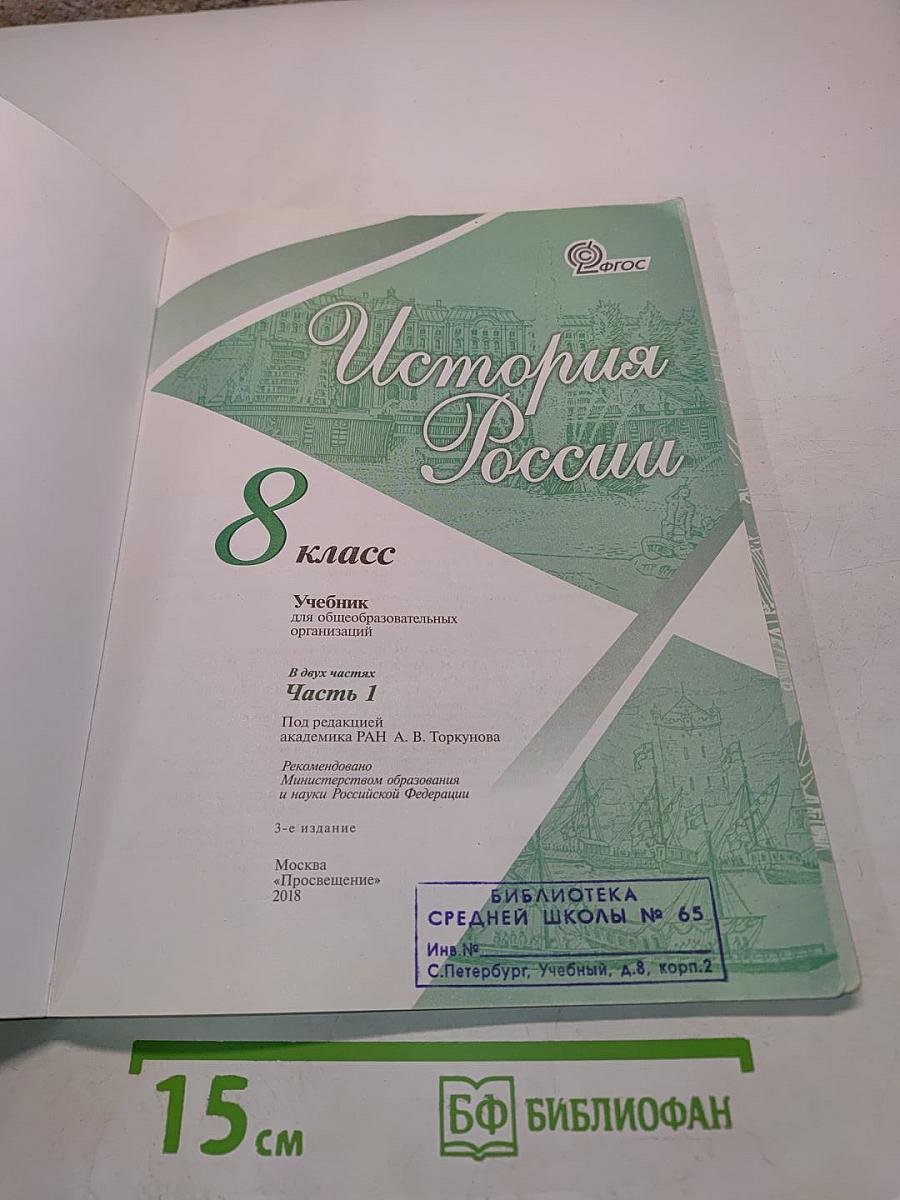 ФГОС
История
России
8 класс
Учебник
для общеобразовательных
организаций
В двух частях
Часть 1
Под редакцией
академика РАН А. В. Торкунова
Рекомендовано
Министерством образования
и науки Российской Федерации
3-е издание
Москва
«Просвещение»
2018
БИБЛИОТЕКА
СРЕДНЕЙ ШКОЛЫ № 65
Инв.№
С.Петербург, Учебный, д.8, корп.2
15 см
БФ БИБЛИОФАН